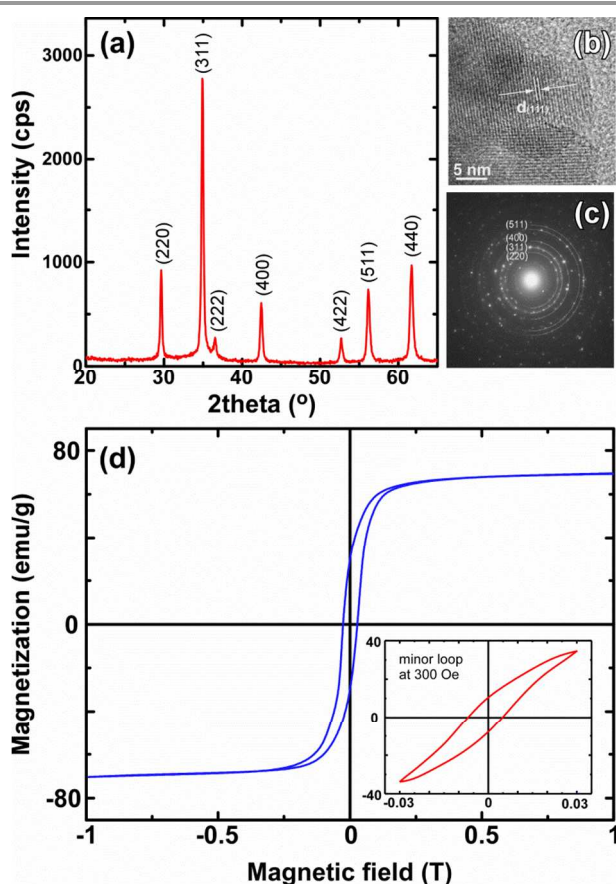 (a)
(311)
(220)
(222)
(400)
(422)
(511)
(440)
3000
2000
1000
0
Intensity (cps)
20
30
40
50
60
2theta (°)
(b)
d(111)
5 nm
(c)
(511)
(400)
(311)
(220)
(d)
80
0
-80
Magnetization (emu/g)
-1
-0.5
0
0.5
1
Magnetic field (T)
minor loop
at 300 Oe
40
0
-40
-0.03
0
0.03